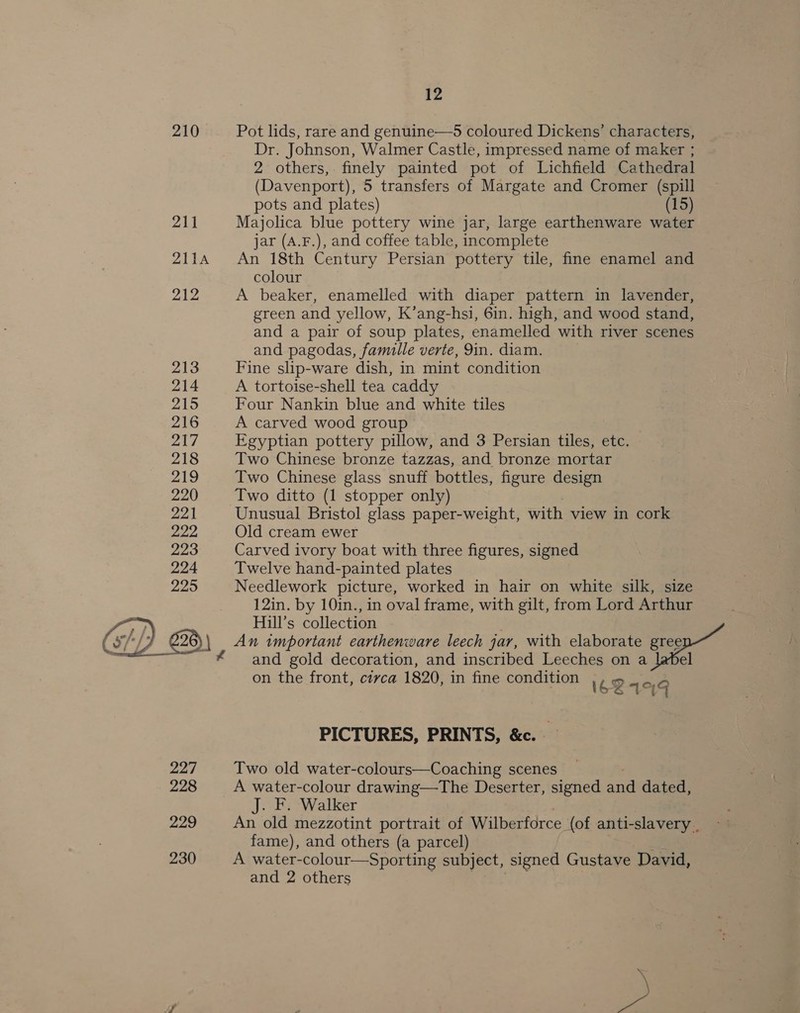 12
210 Pot lids, rare and genuine—5 coloured Dickens’ characters,
Dr. Johnson, Walmer Castle, impressed name of maker ;
2 others, finely painted pot of Lichfield Cathedral
(Davenport), 5 transfers of Margate and Cromer (spill
pots and plates) (15)
211 Majolica blue pottery wine jar, large earthenware water
jar (A.F.), and coffee table, incomplete
211A An 18th Century Persian pottery tile, fine enamel and
colour
212 A beaker, enamelled with diaper pattern in lavender,
green and yellow, K’ang-hsi, 6in. high, and wood stand,
and a pair of soup plates, enamelled with river scenes
and pagodas, famille verte, 9in. diam.
213 Fine slip-ware dish, in mint condition
214 A tortoise-shell tea caddy
215 Four Nankin blue and white tiles
216 A carved wood group
217 Egyptian pottery pillow, and 3 Persian tiles, etc.
218 Two Chinese bronze tazzas, and bronze mortar
219 Two Chinese glass snuff bottles, figure design
220 Two ditto (1 stopper only)
221 Unusual Bristol glass paper-weight, with view in cork
222 Old cream ewer
223 Carved ivory boat with three figures, signed
224 Twelve hand-painted plates
225 Needlework picture, worked in hair on white silk, size
12in. by 10in., in oval frame, with gilt, from Lord Arthur
Hill’s collection
226 An important earthenware leech jar, with elaborate green
and gold decoration, and inscribed Leeches on a label
on the front, circa 1820, in fine condition
PICTURES, PRINTS, &c.
227 Two old water-colours—Coaching scenes
228 A water-colour drawing—The Deserter, signed and dated,
J. F. Walker
229 An old mezzotint portrait of Wilberforce (of anti-slavery
fame), and others (a parcel)
230 A water-colour—Sporting subject, signed Gustave David,
and 2 others